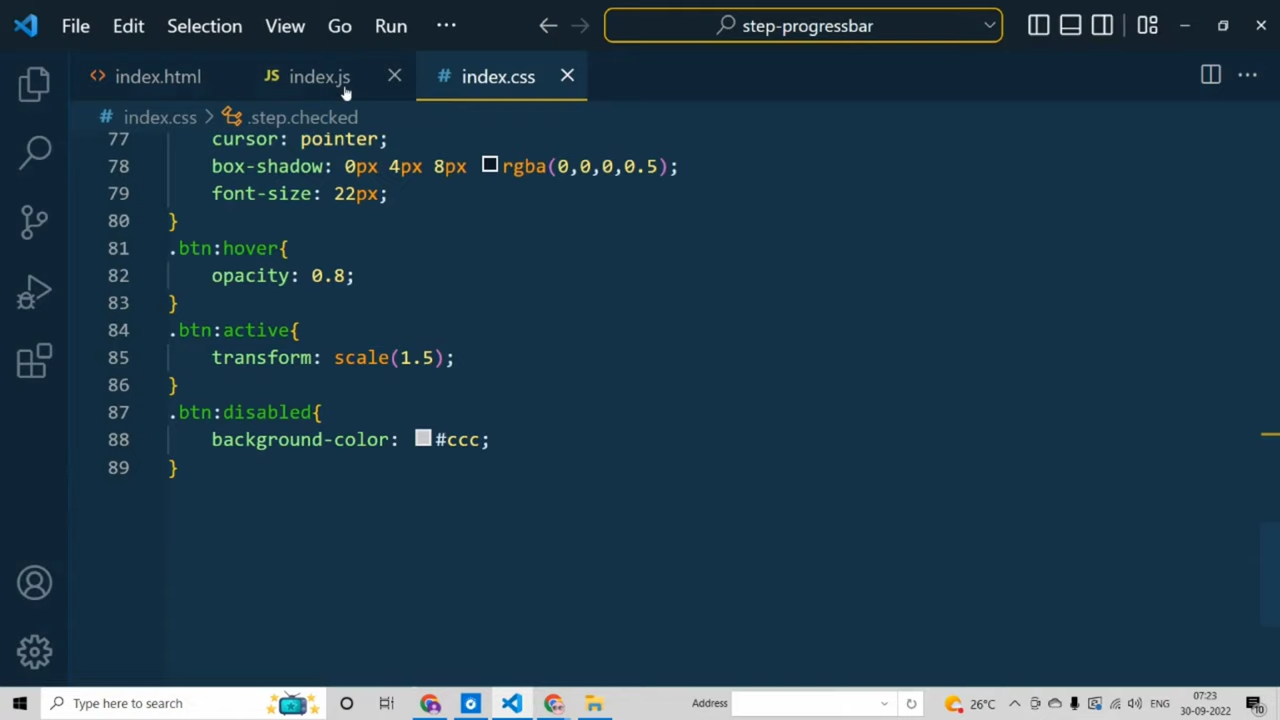 File Edit Selection View Go Run ··· step-progressbar
index.html JS index.js # index.css
# index.css > .step.checked
77 cursor: pointer;
78 box-shadow: 0px 4px 8px rgba(0,0,0,0.5);
79 font-size: 22px;
80 }
81 .btn:hover{
82 opacity: 0.8;
83 }
84 .btn:active{
85 transform: scale(1.5);
86 }
87 .btn:disabled{
88 background-color: #ccc;
89 }
Type here to search Address 26°C ENG 07:23
30-09-2022 10